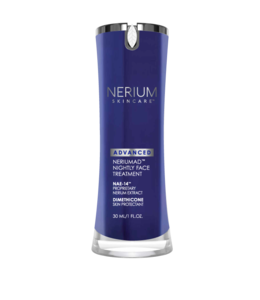 NERIUM
SKINCARE®
ADVANCED
NERIUMAD™
NIGHTLY FACE
TREATMENT
NAE-14™
PROPRIETARY
NERIUM EXTRACT
DIMETHICONE
SKIN PROTECTANT
30 ML/1 FL.OZ.